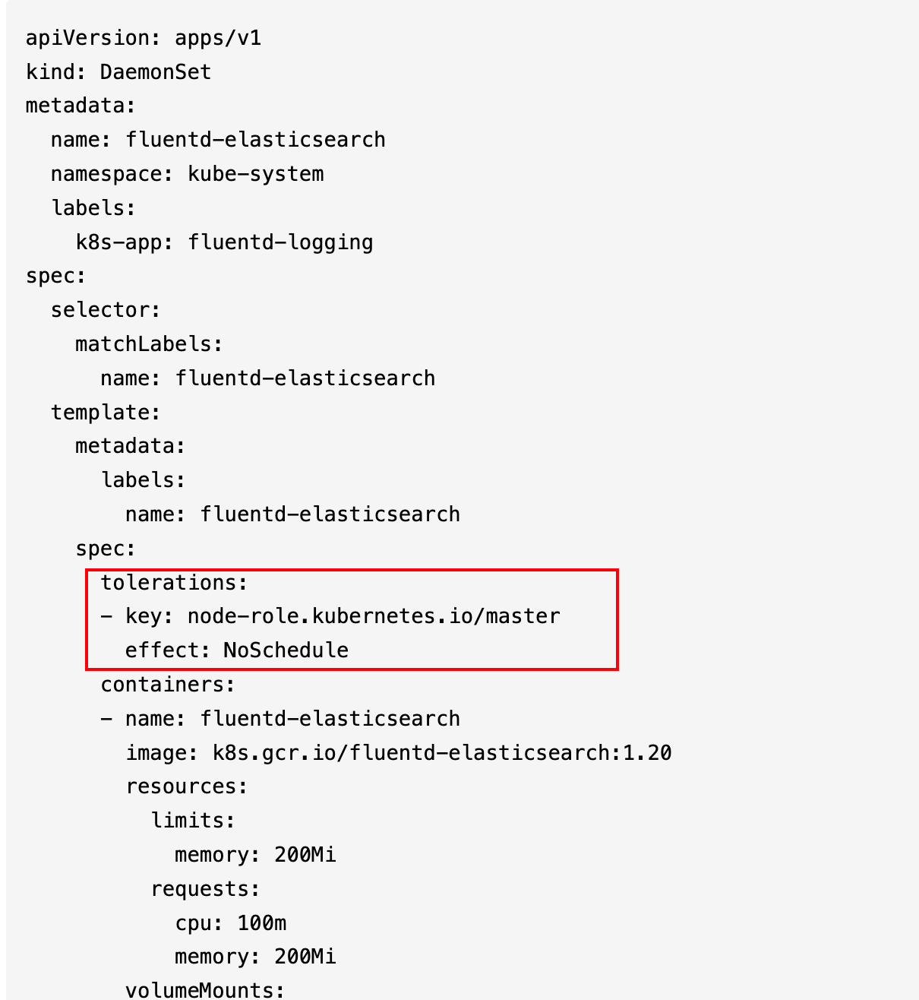 apiVersion: apps/v1
kind: DaemonSet
metadata:
  name: fluentd-elasticsearch
  namespace: kube-system
  labels:
    k8s-app: fluentd-logging
spec:
  selector:
    matchLabels:
      name: fluentd-elasticsearch
  template:
    metadata:
      labels:
        name: fluentd-elasticsearch
    spec:
      tolerations:
      - key: node-role.kubernetes.io/master
        effect: NoSchedule
      containers:
      - name: fluentd-elasticsearch
        image: k8s.gcr.io/fluentd-elasticsearch:1.20
        resources:
          limits:
            memory: 200Mi
          requests:
            cpu: 100m
            memory: 200Mi
        volumeMounts: